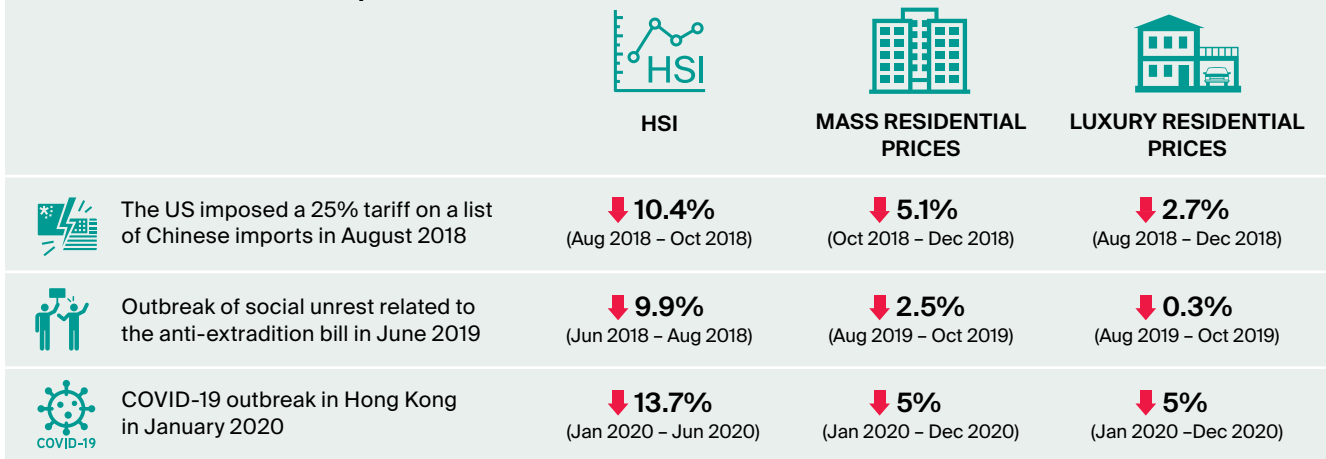 HSI
HSI
MASS RESIDENTIAL
PRICES
LUXURY RESIDENTIAL
PRICES
The US imposed a 25% tariff on a list
of Chinese imports in August 2018
10.4%
(Aug 2018 – Oct 2018)
5.1%
(Oct 2018 – Dec 2018)
2.7%
(Aug 2018 – Dec 2018)
Outbreak of social unrest related to
the anti-extradition bill in June 2019
9.9%
(Jun 2018 – Aug 2018)
2.5%
(Aug 2019 – Oct 2019)
0.3%
(Aug 2019 – Oct 2019)
COVID-19
COVID-19 outbreak in Hong Kong
in January 2020
13.7%
(Jan 2020 – Jun 2020)
5%
(Jan 2020 – Dec 2020)
5%
(Jan 2020 –Dec 2020)